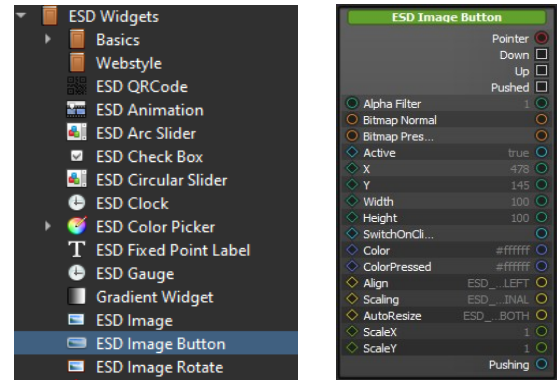 ESD Widgets
Basics
Webstyle
ESD QRCode
ESD Animation
ESD Arc Slider
ESD Check Box
ESD Circular Slider
ESD Clock
ESD Color Picker
ESD Fixed Point Label
ESD Gauge
Gradient Widget
ESD Image
ESD Image Button
ESD Image Rotate
ESD Image Button
Pointer
Down
Up
Pushed
Alpha Filter 1
Bitmap Normal
Bitmap Pres...
Active true
X 478
Y 145
Width 100
Height 100
SwitchOnCli...
Color #ffffff
ColorPressed #ffffff
Align ESD_...LEFT
Scaling ESD_...INAL
AutoResize ESD_...BOTH
ScaleX 1
ScaleY 1
Pushing